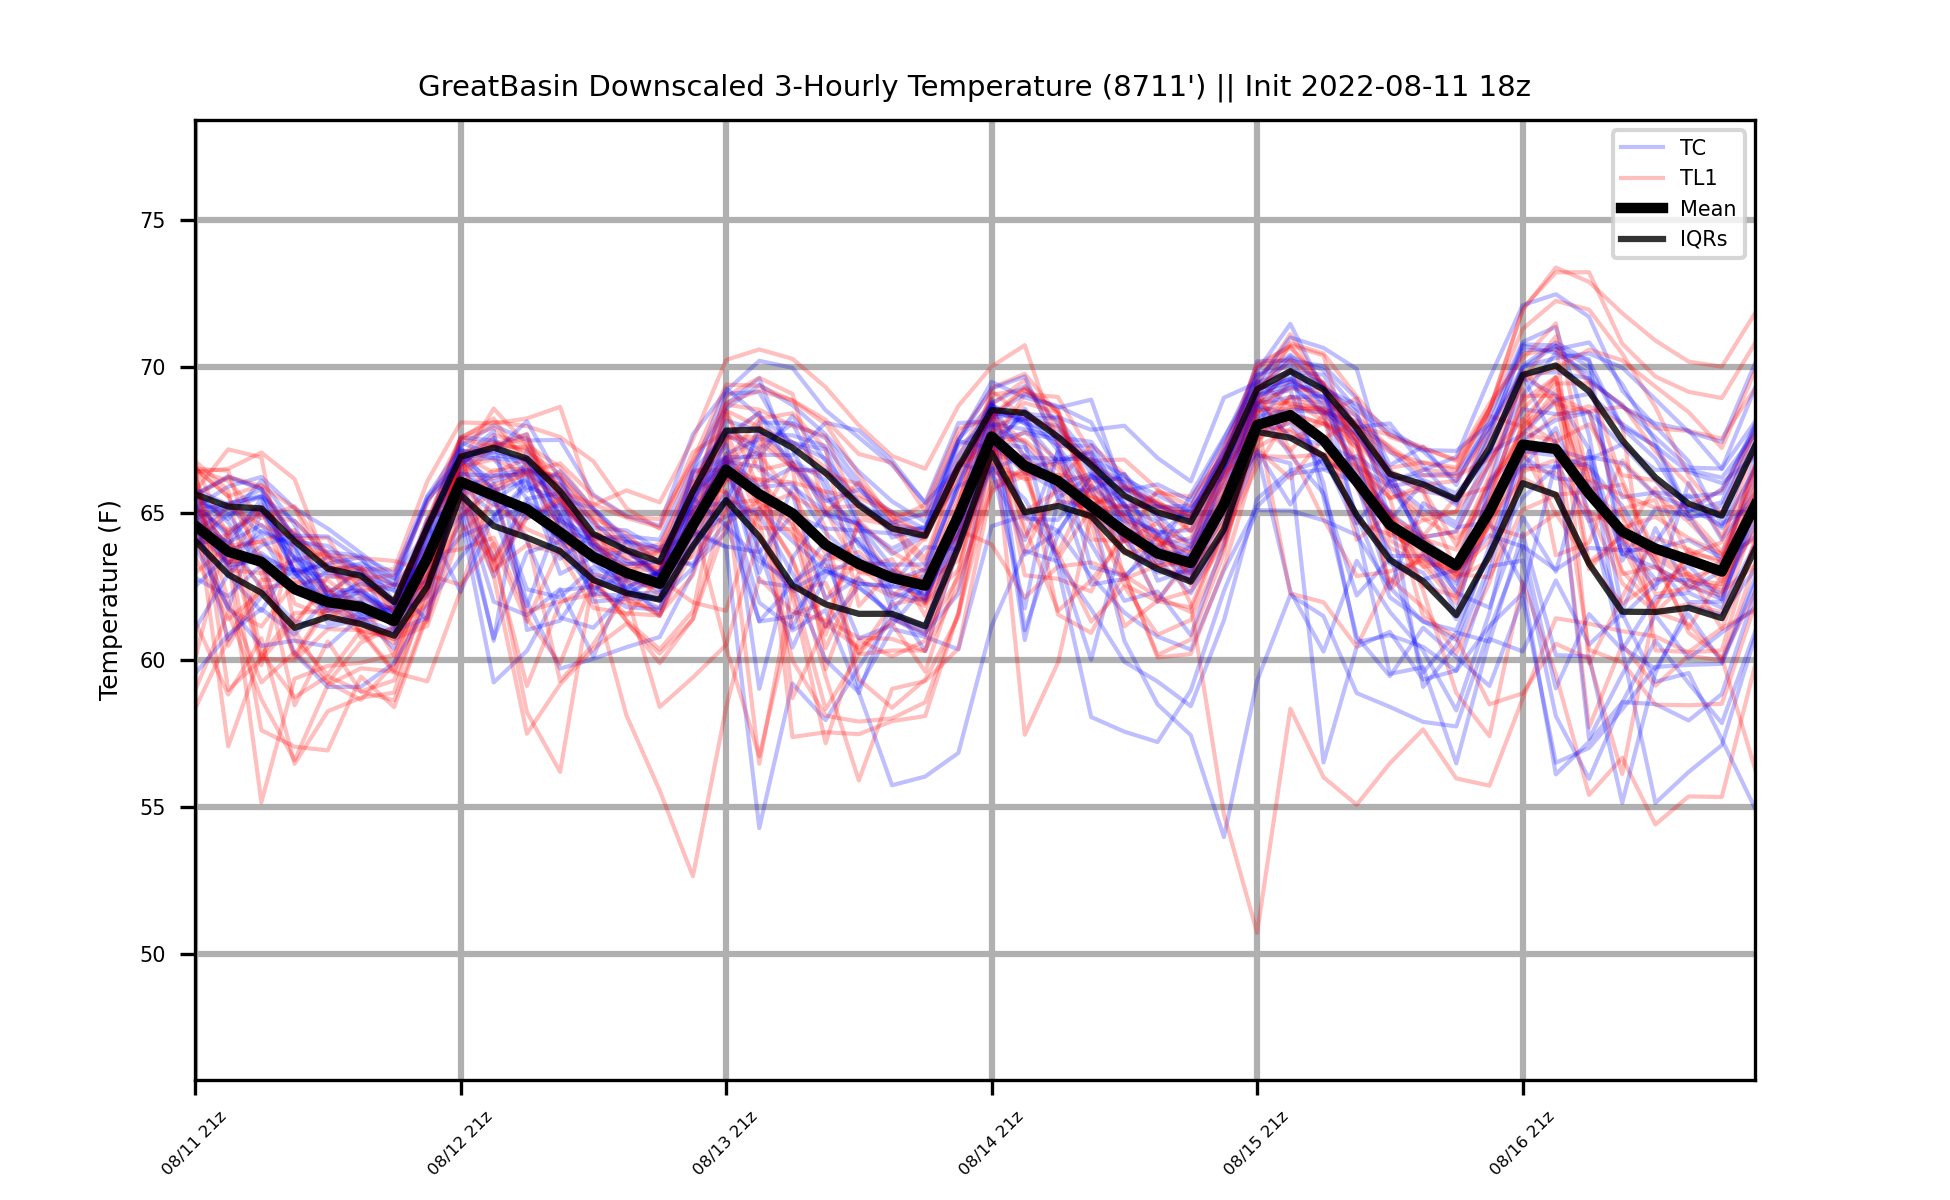 GreatBasin Downscaled 3-Hourly Temperature (8711') || Init 2022-08-11 18z
TC
TL1
Mean
IQRs
Temperature (F)
75
70
65
60
55
50
08/11 21z
08/12 21z
08/13 21z
08/14 21z
08/15 21z
08/16 21z